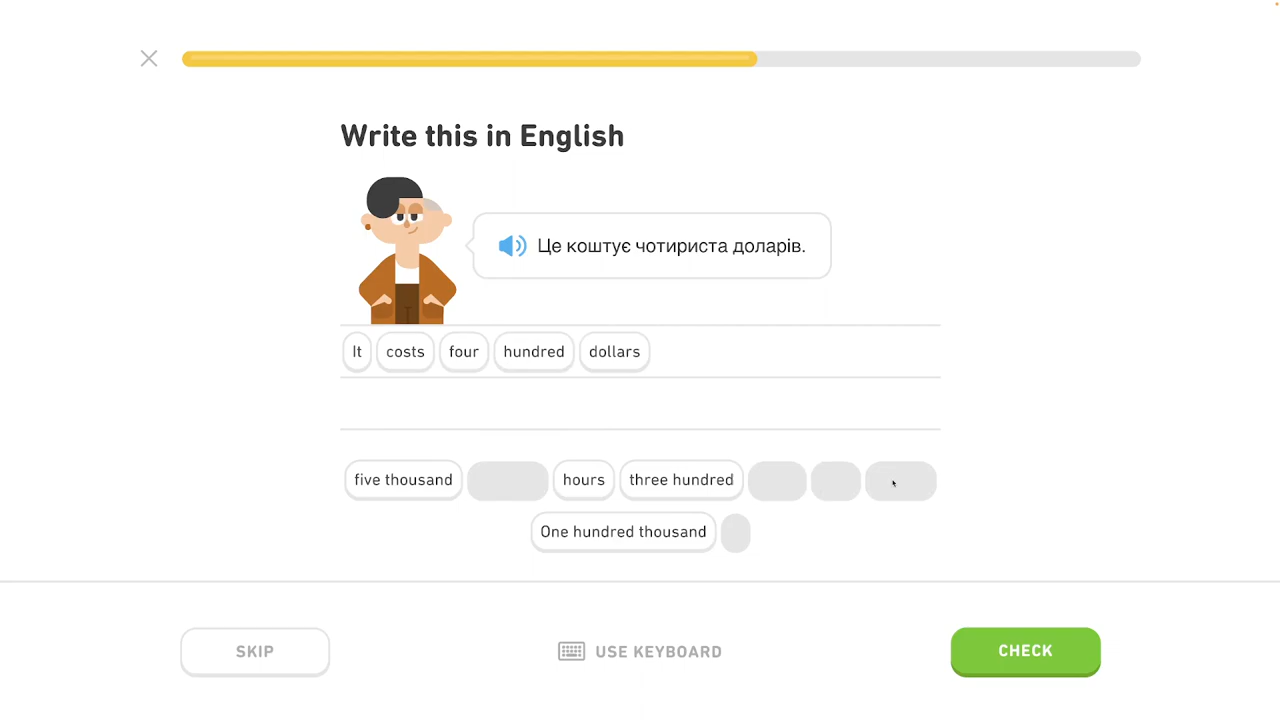 Write this in English
Це коштує чотириста доларів.
It costs four hundred dollars
five thousand hours three hundred
One hundred thousand
SKIP USE KEYBOARD CHECK